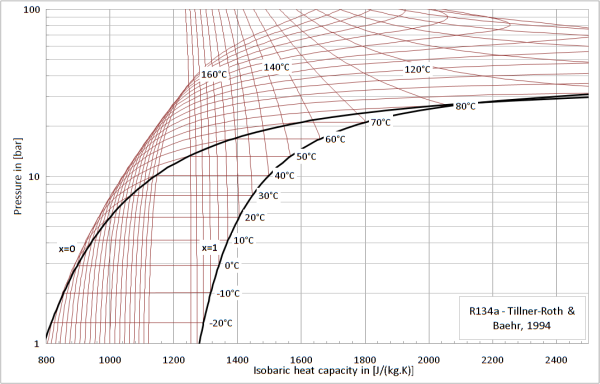 100
160°C
140°C
120°C
80°C
70°C
60°C
50°C
10
40°C
30°C
20°C
x=0
x=1
10°C
0°C
-10°C
-20°C
R134a - Tillner-Roth &
Baehr, 1994
1
800
1000
1200
1400
1600
1800
2000
2200
2400
Pressure in [bar]
Isobaric heat capacity in [J/(kg.K)]